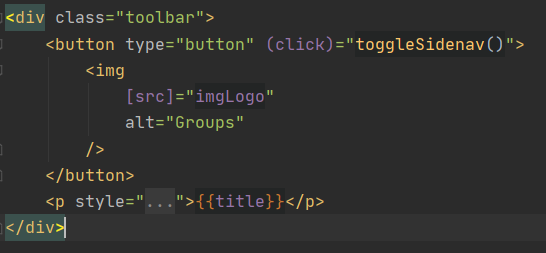 <div class="toolbar">
<button type="button" (click)="toggleSidenav()">
<img
[src]="imgLogo"
alt="Groups"
/>
</button>
<p style="...">{{title}}</p>
</div>